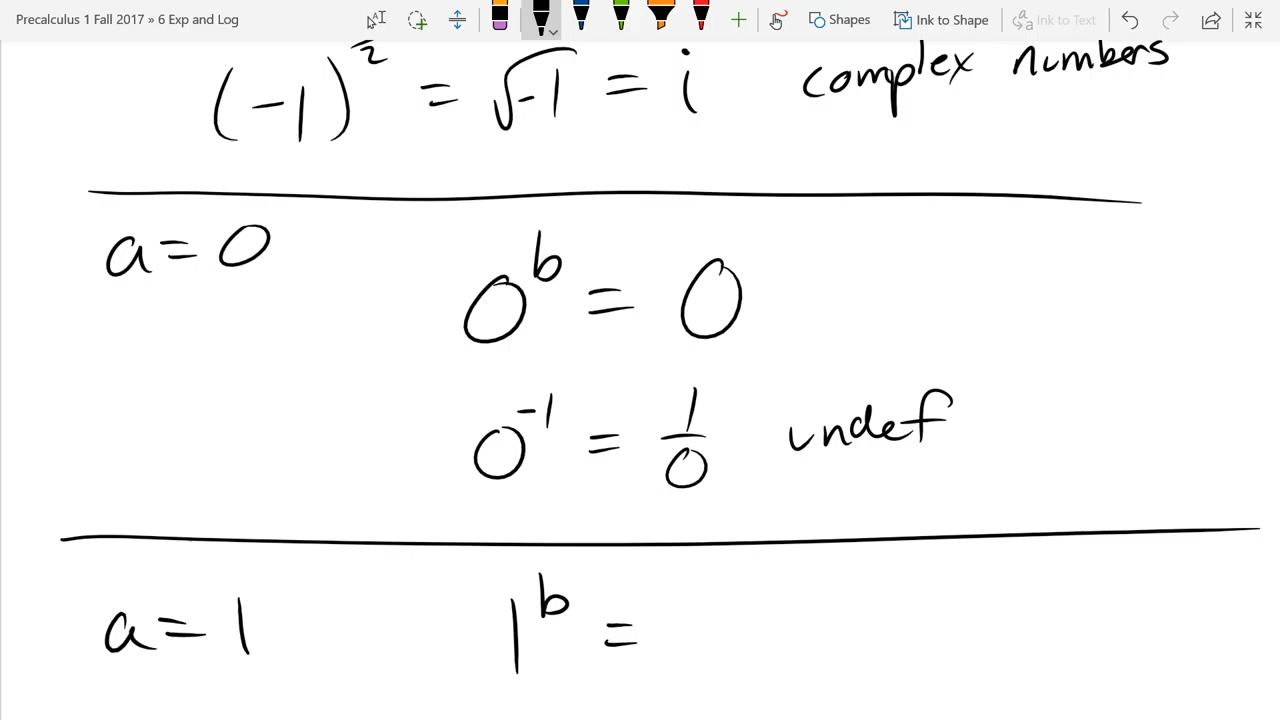 Precalculus 1 Fall 2017 » 6 Exp and Log Shapes Ink to Shape Ink to Text
(-1)^½ = √-1 = i complex numbers
a = 0 0^b = 0
0^-1 = 1/0 undef
a = 1 1^b =